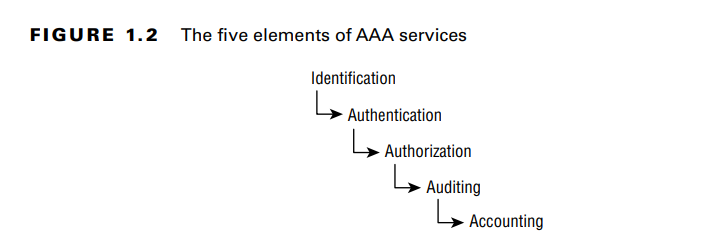 FIGURE 1.2 The five elements of AAA services
Identification
Authentication
Authorization
Auditing
Accounting